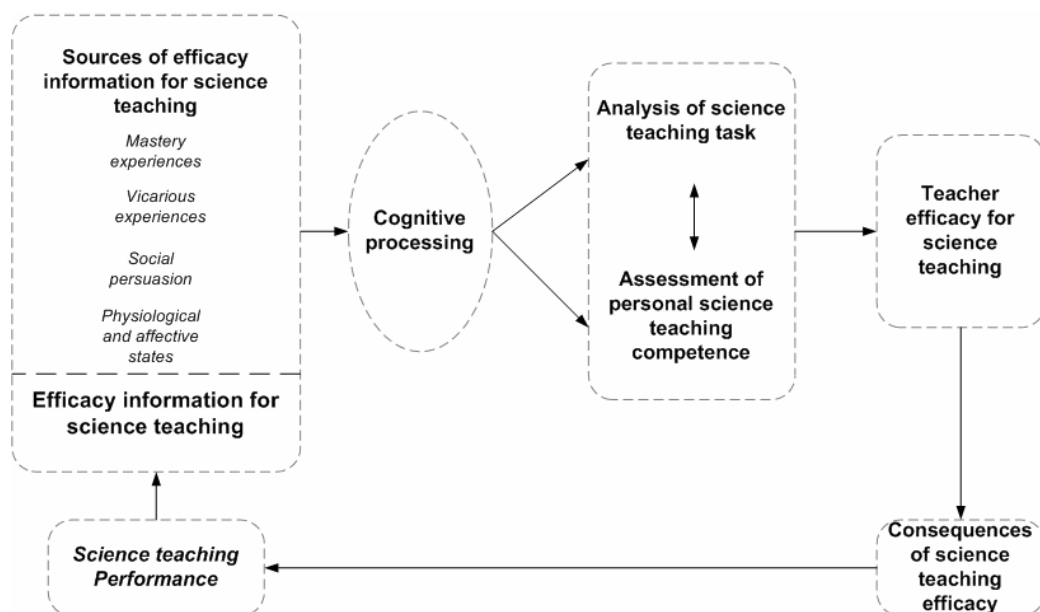 Sources of efficacy
information for science
teaching
Mastery
experiences
Vicarious
experiences
Social
persuasion
Physiological
and affective
states
Efficacy information for
science teaching
Cognitive
processing
Analysis of science
teaching task
Assessment of
personal science
teaching
competence
Teacher
efficacy for
science
teaching
Consequences
of science
teaching
efficacy
Science teaching
Performance